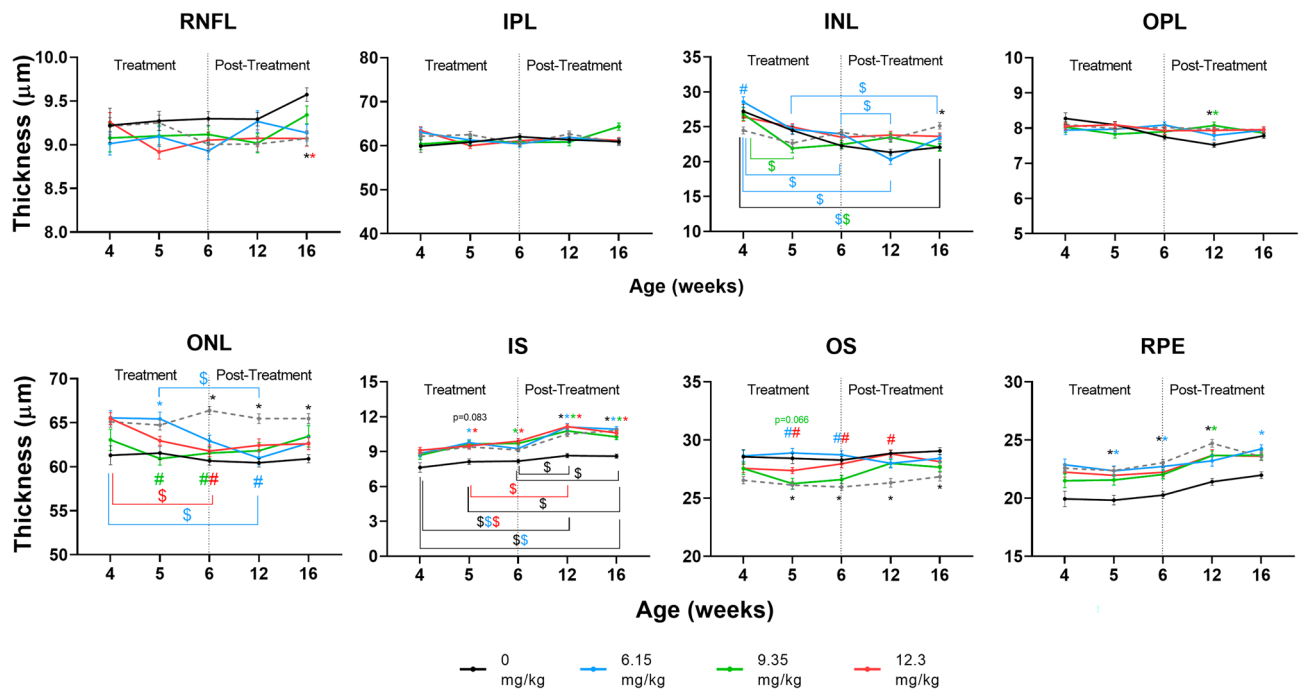 RNFL
IPL
INL
OPL
Thickness (µm)
10.0
9.5
9.0
8.5
8.0
Treatment
Post-Treatment
**
4 5 6 12 16
80
70
60
50
40
Treatment
Post-Treatment
4 5 6 12 16
35
30
25
20
15
10
Treatment
Post-Treatment
#
$
$
*
$
$
$
$$
4 5 6 12 16
10
9
8
7
6
5
Treatment
Post-Treatment
**
4 5 6 12 16
Age (weeks)
ONL
IS
OS
RPE
Thickness (µm)
70
65
60
55
50
Treatment
Post-Treatment
$
* * * *
# ## #
$
$
4 5 6 12 16
15
12
9
6
3
0
Treatment
Post-Treatment
p=0.083
** ** **** ****
$
$
$
$$$
$$
4 5 6 12 16
35
30
25
20
Treatment
Post-Treatment
p=0.066
## ## #
* * * *
4 5 6 12 16
30
25
20
15
Treatment
Post-Treatment
** ** ** *
4 5 6 12 16
Age (weeks)
0
mg/kg
6.15
mg/kg
9.35
mg/kg
12.3
mg/kg